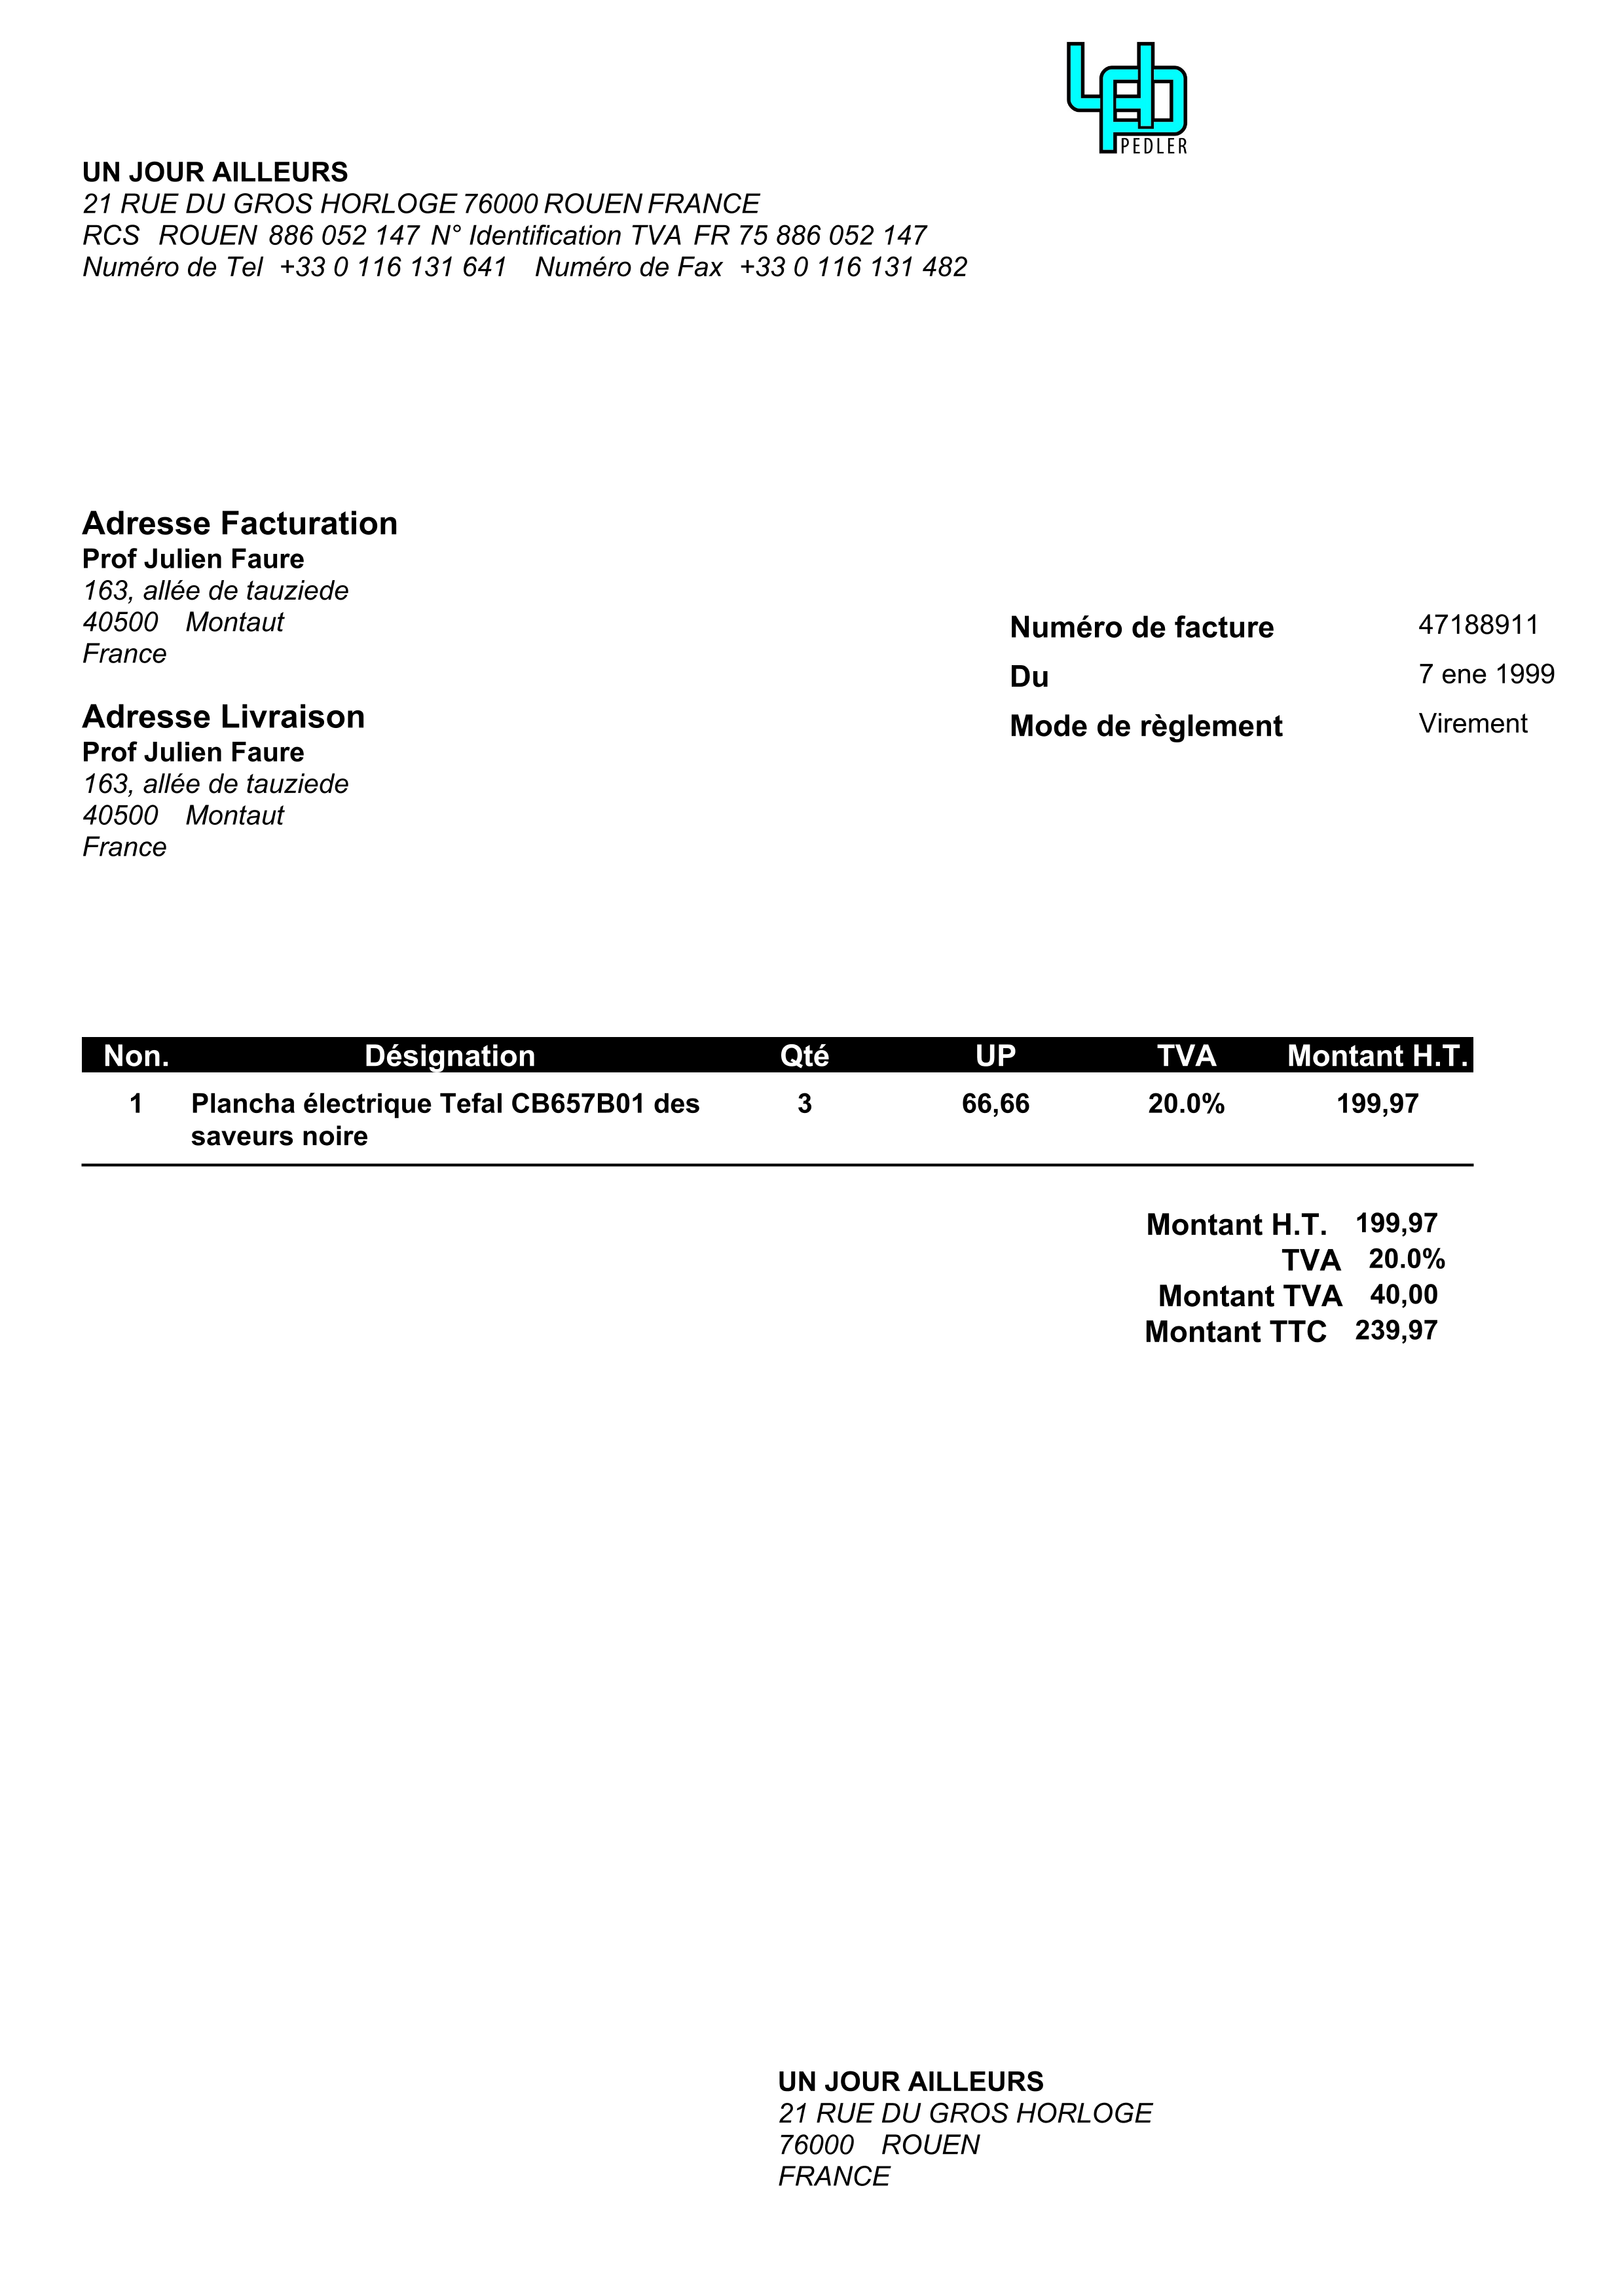 PEDLER
UN JOUR AILLEURS
21 RUE DU GROS HORLOGE 76000 ROUEN FRANCE
RCS ROUEN 886 052 147 N° Identification TVA FR 75 886 052 147
Numéro de Tel +33 0 116 131 641 Numéro de Fax +33 0 116 131 482
Adresse Facturation
Prof Julien Faure
163, allée de tauziede
40500 Montaut
France
Numéro de facture 47188911
Du 7 ene 1999
Mode de règlement Virement
Adresse Livraison
Prof Julien Faure
163, allée de tauziede
40500 Montaut
France
Non. Désignation Qté UP TVA Montant H.T.
1 Plancha électrique Tefal CB657B01 des 3 66,66 20.0% 199,97
saveurs noire
Montant H.T. 199,97
TVA 20.0%
Montant TVA 40,00
Montant TTC 239,97
UN JOUR AILLEURS
21 RUE DU GROS HORLOGE
76000 ROUEN
FRANCE